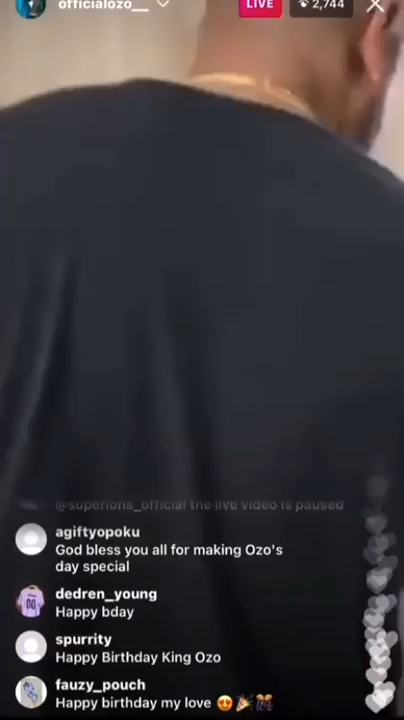 officialozo__
LIVE 2,744
@superions_official the live video is paused
agiftyopoku
God bless you all for making Ozo's
day special
dedren_young
Happy bday
spurrity
Happy Birthday King Ozo
fauzy_pouch
Happy birthday my love 😍🎉🎊